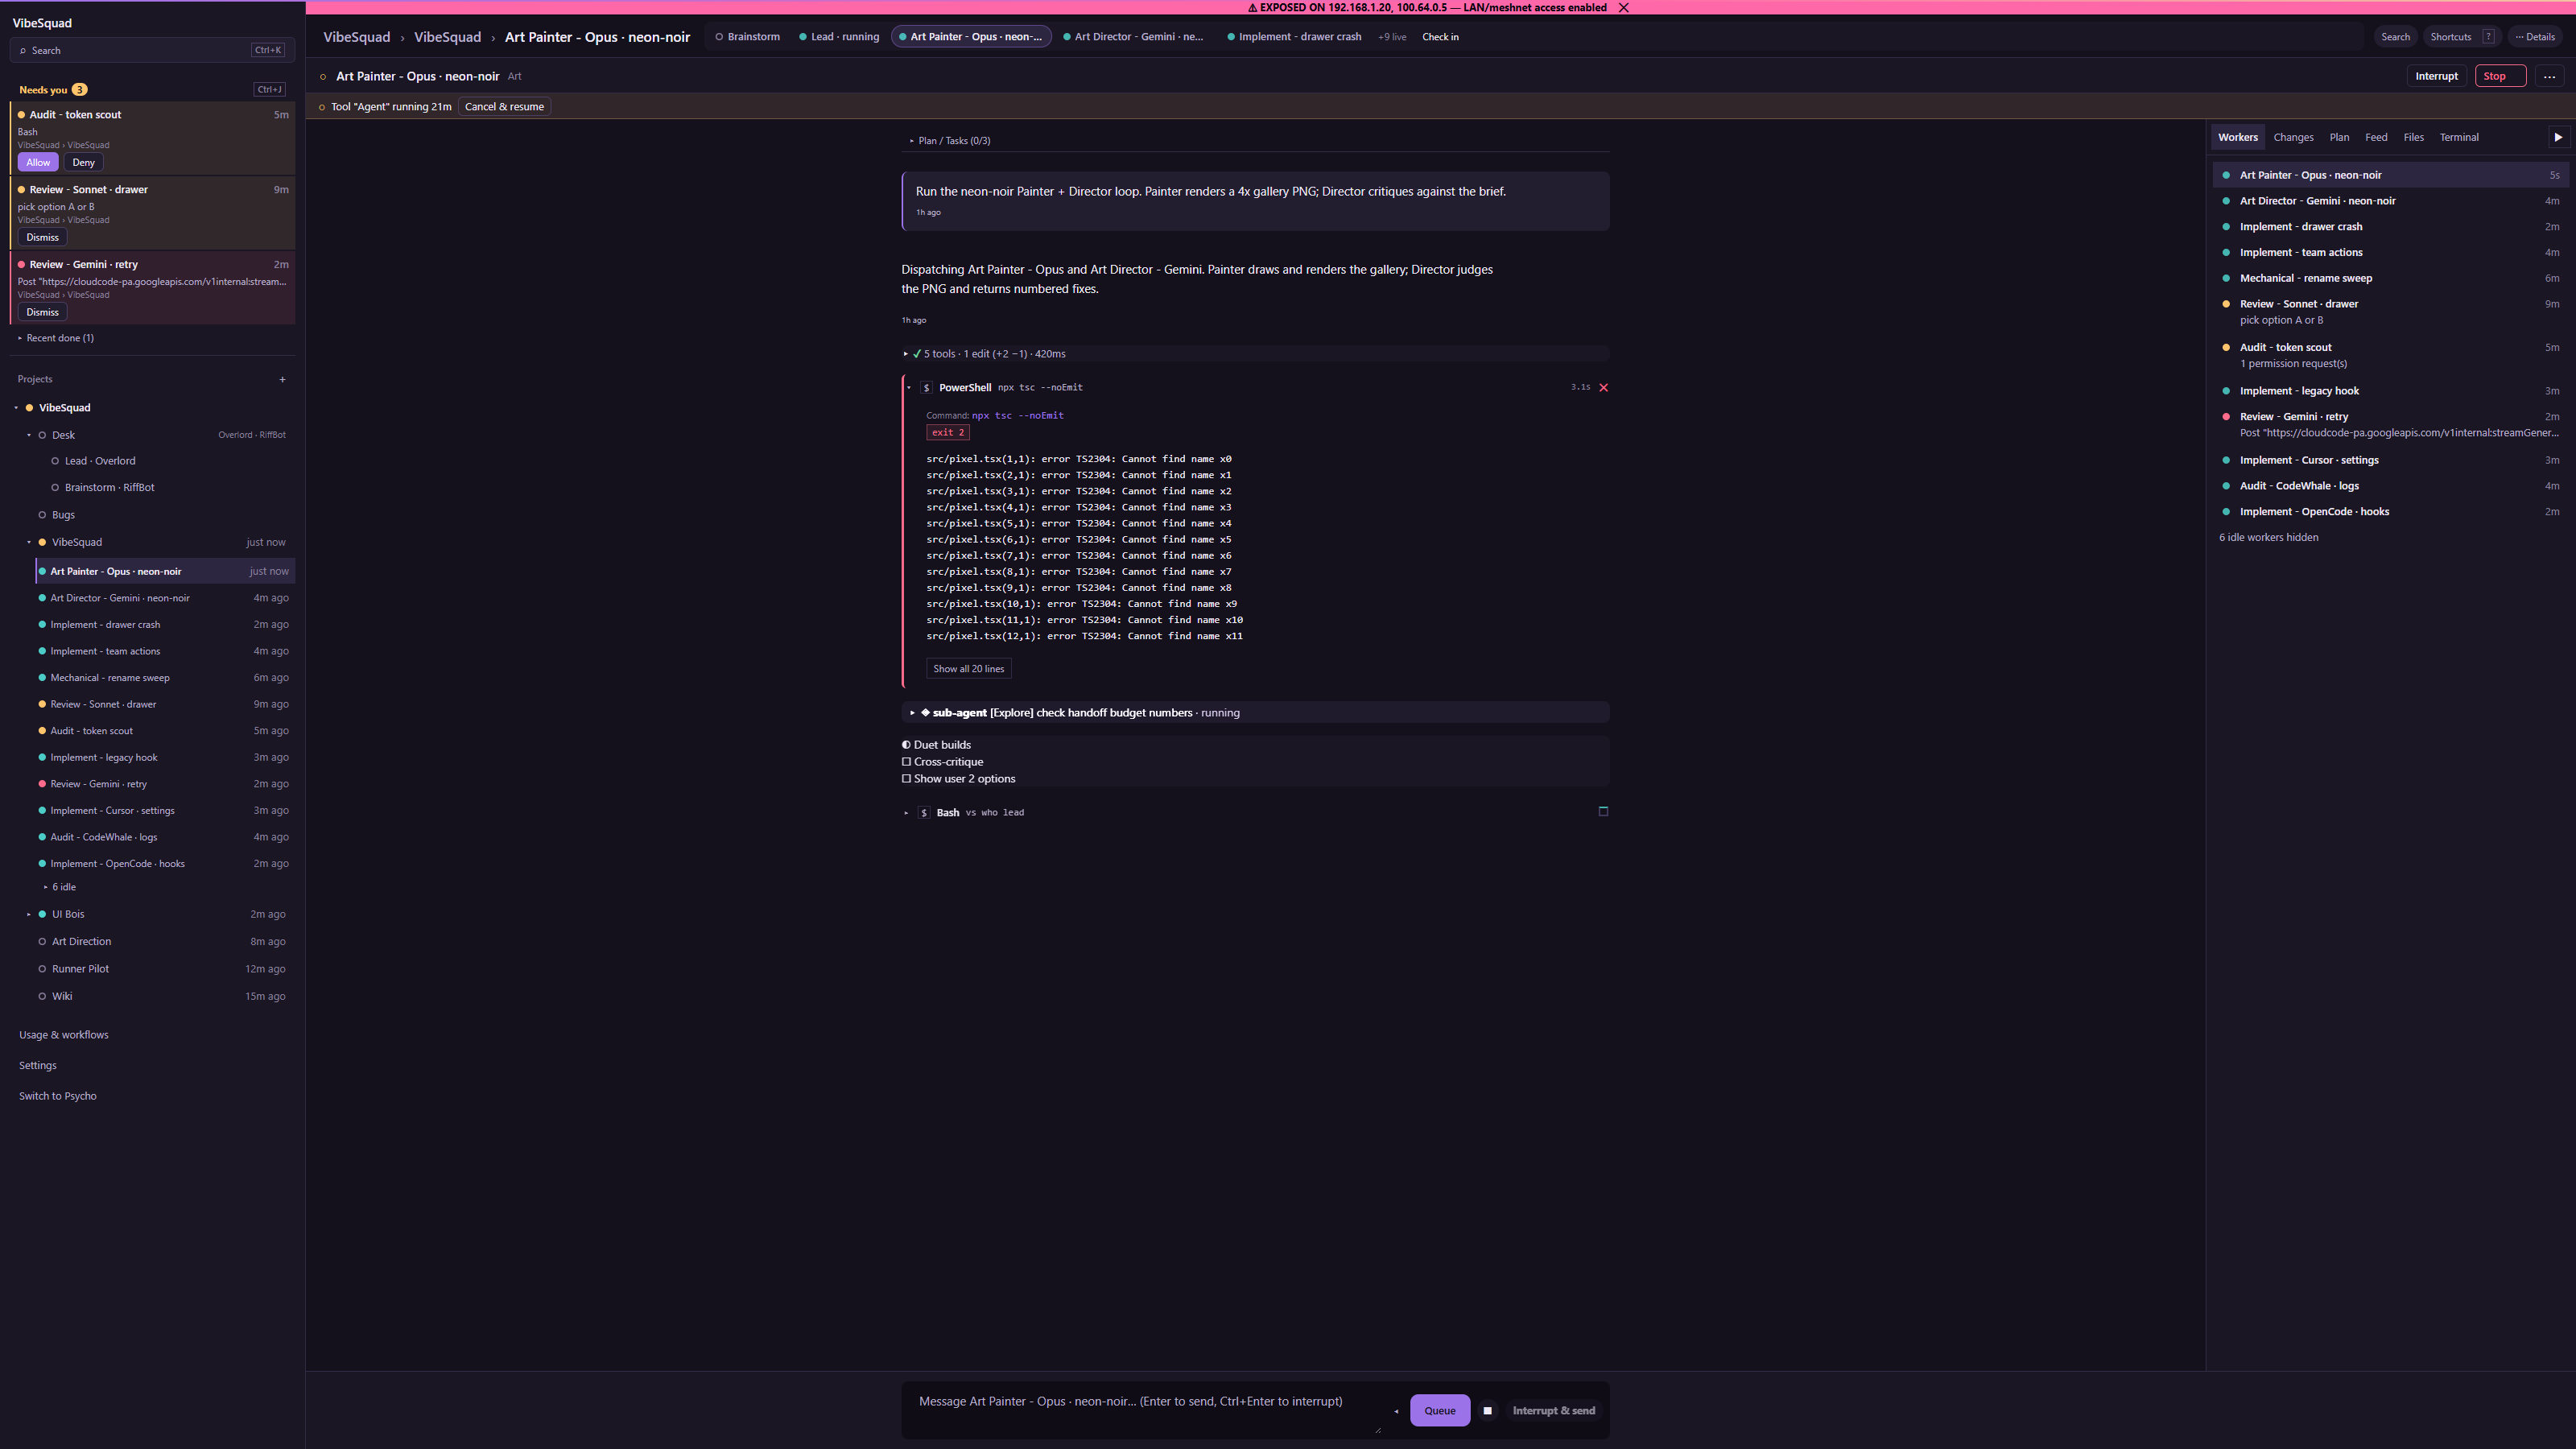 VibeSquad
Search
Ctrl+K
Needs you 3
Ctrl+J
Audit - token scout 5m
Bash
VibeSquad › VibeSquad
Allow Deny
Review - Sonnet · drawer 9m
pick option A or B
VibeSquad › VibeSquad
Dismiss
Review - Gemini · retry 2m
Post "https://cloudcode-pa.googleapis.com/v1internal:stream...
VibeSquad › VibeSquad
Dismiss
Recent done (1)
Projects +
VibeSquad
Desk Overlord · RiffBot
Lead · Overlord
Brainstorm · RiffBot
Bugs
VibeSquad just now
Art Painter - Opus · neon-noir just now
Art Director - Gemini · neon-noir 4m ago
Implement - drawer crash 2m ago
Implement - team actions 4m ago
Mechanical - rename sweep 6m ago
Review - Sonnet · drawer 9m ago
Audit - token scout 5m ago
Implement - legacy hook 3m ago
Review - Gemini · retry 2m ago
Implement - Cursor · settings 3m ago
Audit - CodeWhale · logs 4m ago
Implement - OpenCode · hooks 2m ago
6 idle
UI Bois 2m ago
Art Direction 8m ago
Runner Pilot 12m ago
Wiki 15m ago
Usage & workflows
Settings
Switch to Psycho
⚠ EXPOSED ON 192.168.1.20, 100.64.0.5 — LAN/meshnet access enabled
VibeSquad › VibeSquad › Art Painter - Opus · neon-noir
Brainstorm
Lead · running
Art Painter - Opus · neon-...
Art Director - Gemini · ne...
Implement - drawer crash
+9 live
Check in
Search
Shortcuts ?
··· Details
Art Painter - Opus · neon-noir Art
Interrupt
Stop
...
Tool "Agent" running 21m Cancel & resume
Plan / Tasks (0/3)
Run the neon-noir Painter + Director loop. Painter renders a 4x gallery PNG; Director critiques against the brief.
1h ago
Dispatching Art Painter - Opus and Art Director - Gemini. Painter draws and renders the gallery; Director judges
the PNG and returns numbered fixes.
1h ago
✓ 5 tools · 1 edit (+2 −1) · 420ms
$ PowerShell npx tsc --noEmit 3.1s
Command: npx tsc --noEmit
exit 2
src/pixel.tsx(1,1): error TS2304: Cannot find name x0
src/pixel.tsx(2,1): error TS2304: Cannot find name x1
src/pixel.tsx(3,1): error TS2304: Cannot find name x2
src/pixel.tsx(4,1): error TS2304: Cannot find name x3
src/pixel.tsx(5,1): error TS2304: Cannot find name x4
src/pixel.tsx(6,1): error TS2304: Cannot find name x5
src/pixel.tsx(7,1): error TS2304: Cannot find name x6
src/pixel.tsx(8,1): error TS2304: Cannot find name x7
src/pixel.tsx(9,1): error TS2304: Cannot find name x8
src/pixel.tsx(10,1): error TS2304: Cannot find name x9
src/pixel.tsx(11,1): error TS2304: Cannot find name x10
src/pixel.tsx(12,1): error TS2304: Cannot find name x11
Show all 20 lines
◆ sub-agent [Explore] check handoff budget numbers · running
◐ Duet builds
☐ Cross-critique
☐ Show user 2 options
$ Bash vs who lead
Message Art Painter - Opus · neon-noir... (Enter to send, Ctrl+Enter to interrupt)
Queue
Interrupt & send
Workers Changes Plan Feed Files Terminal
Art Painter - Opus · neon-noir 5s
Art Director - Gemini · neon-noir 4m
Implement - drawer crash 2m
Implement - team actions 4m
Mechanical - rename sweep 6m
Review - Sonnet · drawer 9m
pick option A or B
Audit - token scout 5m
1 permission request(s)
Implement - legacy hook 3m
Review - Gemini · retry 2m
Post "https://cloudcode-pa.googleapis.com/v1internal:streamGener...
Implement - Cursor · settings 3m
Audit - CodeWhale · logs 4m
Implement - OpenCode · hooks 2m
6 idle workers hidden